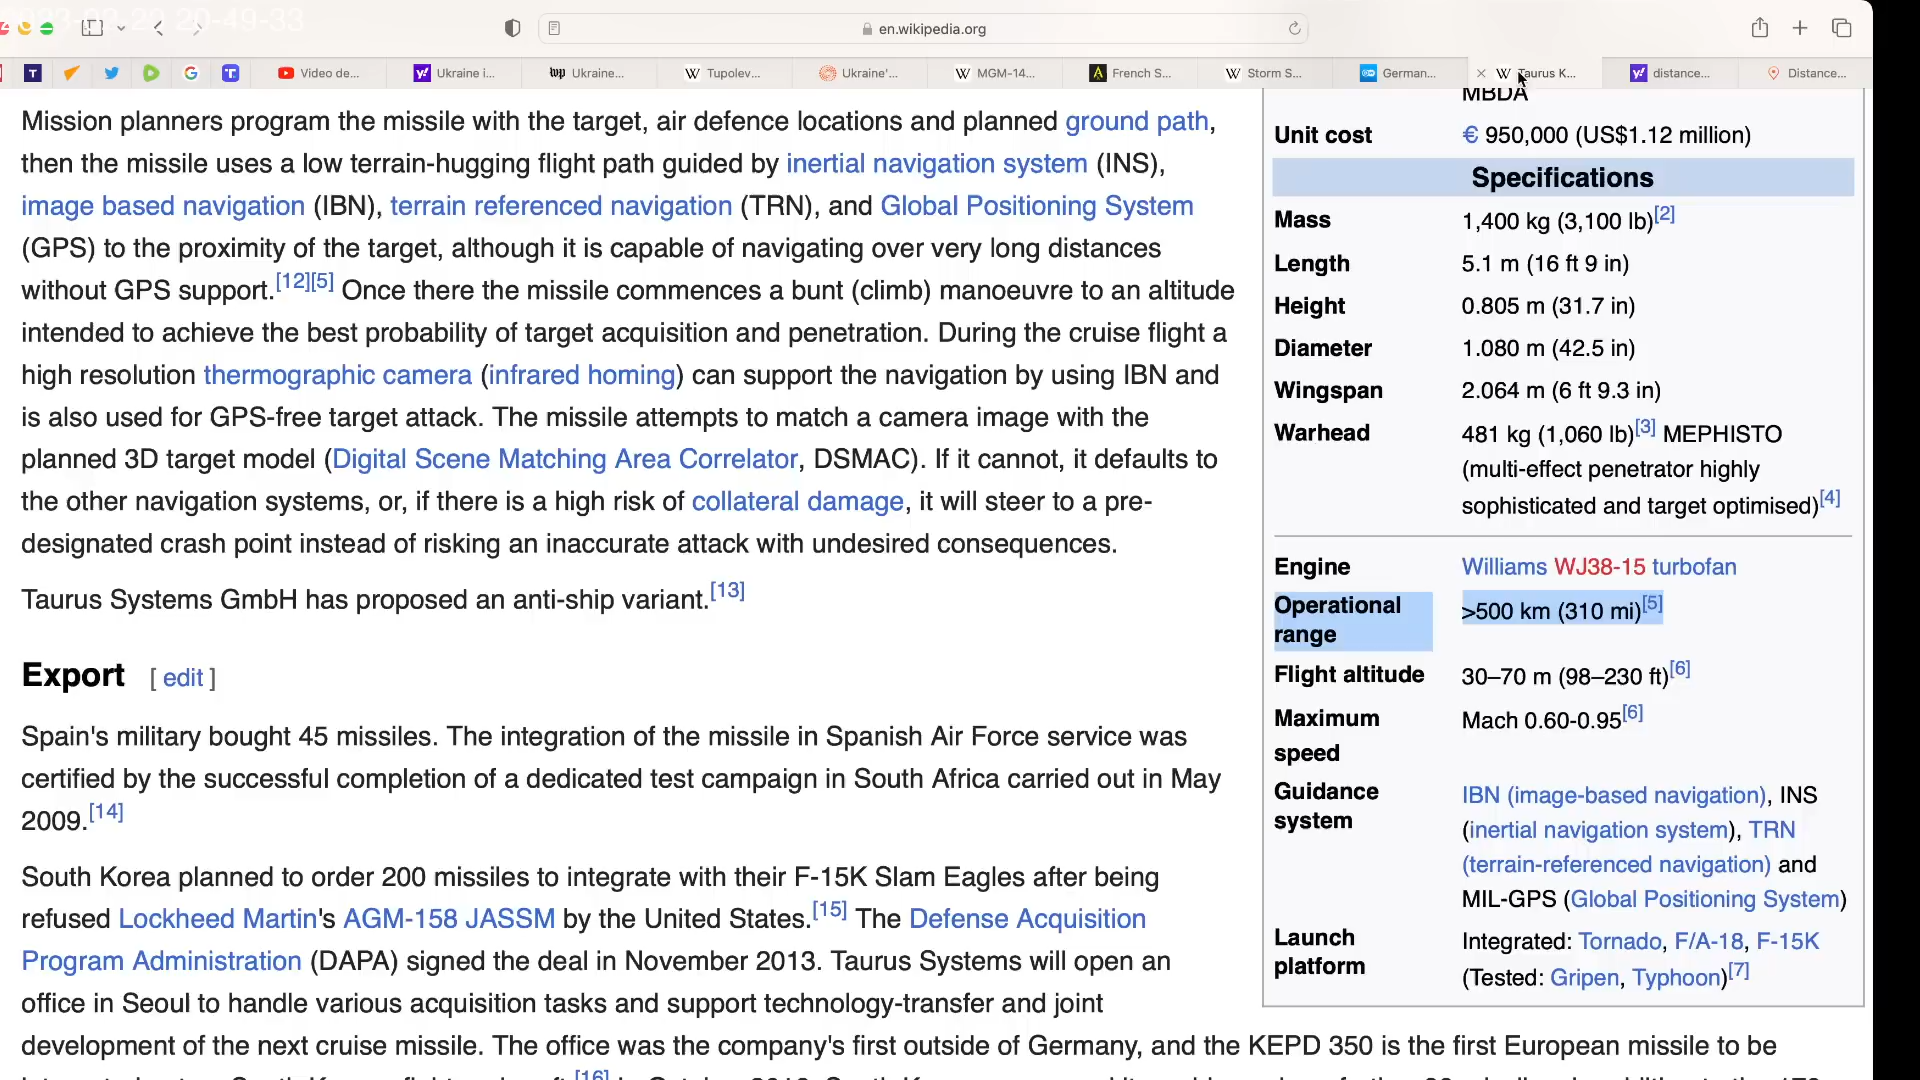 en.wikipedia.org
Video de...
Ukraine i...
Ukraine...
Tupolev...
Ukraine'...
MGM-14...
French S...
Storm S...
German...
Taurus K...
distance...
Distance...
Mission planners program the missile with the target, air defence locations and planned ground path,
then the missile uses a low terrain-hugging flight path guided by inertial navigation system (INS),
image based navigation (IBN), terrain referenced navigation (TRN), and Global Positioning System
(GPS) to the proximity of the target, although it is capable of navigating over very long distances
without GPS support.[12][5] Once there the missile commences a bunt (climb) manoeuvre to an altitude
intended to achieve the best probability of target acquisition and penetration. During the cruise flight a
high resolution thermographic camera (infrared homing) can support the navigation by using IBN and
is also used for GPS-free target attack. The missile attempts to match a camera image with the
planned 3D target model (Digital Scene Matching Area Correlator, DSMAC). If it cannot, it defaults to
the other navigation systems, or, if there is a high risk of collateral damage, it will steer to a pre-
designated crash point instead of risking an inaccurate attack with undesired consequences.
Taurus Systems GmbH has proposed an anti-ship variant.[13]
Export [ edit ]
Spain's military bought 45 missiles. The integration of the missile in Spanish Air Force service was
certified by the successful completion of a dedicated test campaign in South Africa carried out in May
2009.[14]
South Korea planned to order 200 missiles to integrate with their F-15K Slam Eagles after being
refused Lockheed Martin's AGM-158 JASSM by the United States.[15] The Defense Acquisition
Program Administration (DAPA) signed the deal in November 2013. Taurus Systems will open an
office in Seoul to handle various acquisition tasks and support technology-transfer and joint
development of the next cruise missile. The office was the company's first outside of Germany, and the KEPD 350 is the first European missile to be
[16]
MBDA
Unit cost € 950,000 (US$1.12 million)
Specifications
Mass 1,400 kg (3,100 lb)[2]
Length 5.1 m (16 ft 9 in)
Height 0.805 m (31.7 in)
Diameter 1.080 m (42.5 in)
Wingspan 2.064 m (6 ft 9.3 in)
Warhead 481 kg (1,060 lb)[3] MEPHISTO
(multi-effect penetrator highly
sophisticated and target optimised)[4]
Engine Williams WJ38-15 turbofan
Operational
range
>500 km (310 mi)[5]
Flight altitude 30–70 m (98–230 ft)[6]
Maximum
speed
Mach 0.60-0.95[6]
Guidance
system
IBN (image-based navigation), INS
(inertial navigation system), TRN
(terrain-referenced navigation) and
MIL-GPS (Global Positioning System)
Launch
platform
Integrated: Tornado, F/A-18, F-15K
(Tested: Gripen, Typhoon)[7]